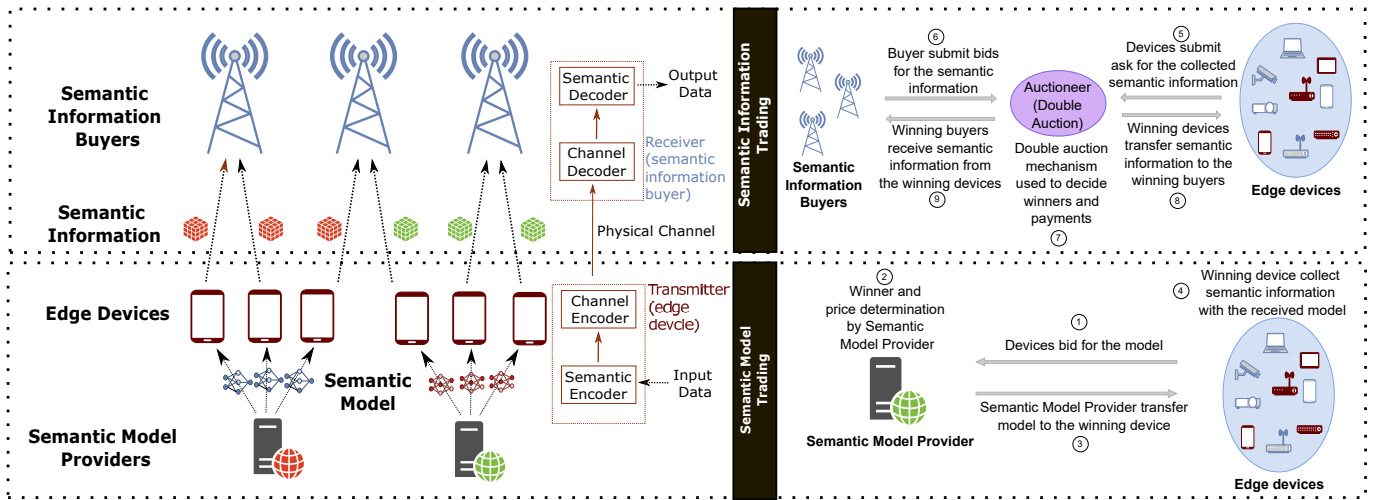 Semantic
Information
Buyers
Semantic
Information
Semantic
Decoder
Output
Data
Channel
Decoder
Receiver
(semantic
information
buyer)
Physical Channel
Edge Devices
Semantic
Model
Semantic Model
Providers
Channel
Encoder
Transmitter
(edge
devcie)
Semantic
Encoder
Input
Data
Semantic Information
Trading
Semantic Model
Trading
6
Buyer submit bids
for the semantic
information
Winning buyers
receive semantic
information from
the winning devices
9
Semantic
Information
Buyers
Auctioneer
(Double
Auction)
Double auction
mechanism
used to decide
winners and
payments
7
5
Devices submit
ask for the collected
semantic information
Winning devices
transfer semantic
information to the
winning buyers
8
Edge devices
2
Winner and
price determination
by Semantic
Model Provider
Semantic Model Provider
1
Devices bid for the model
Semantic Model Provider transfer
model to the winning device
3
4
Winning device collect
semantic information
with the received model
Edge devices